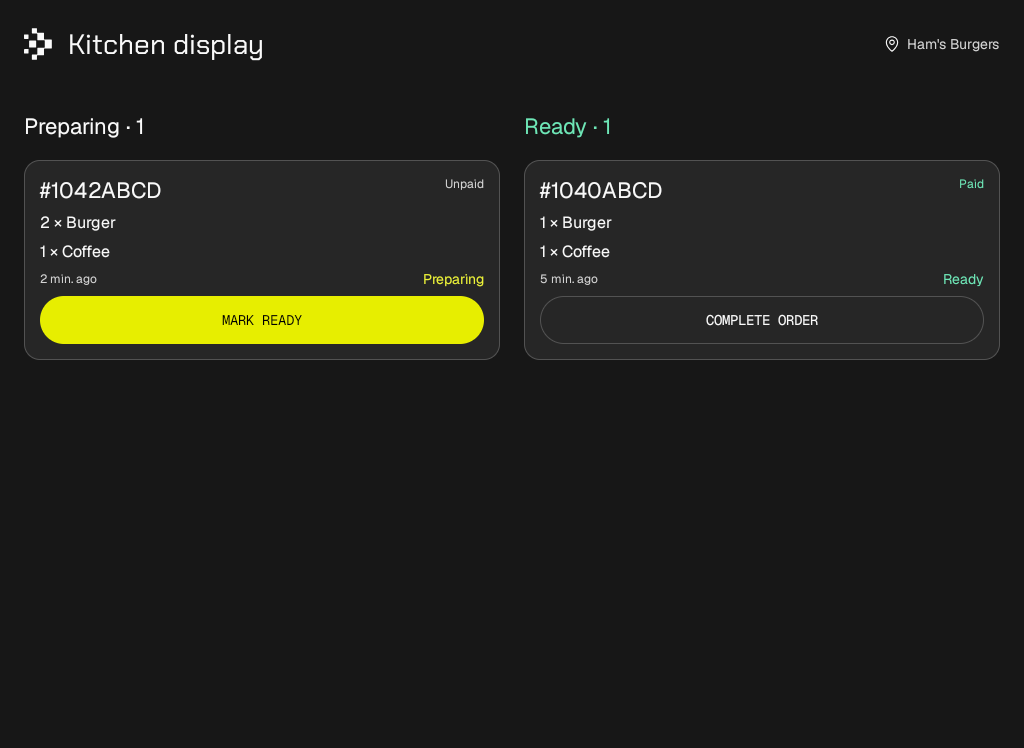 Kitchen display
Ham's Burgers
Preparing · 1
#1042ABCD
Unpaid
2 × Burger
1 × Coffee
2 min. ago
Preparing
MARK READY
Ready · 1
#1040ABCD
Paid
1 × Burger
1 × Coffee
5 min. ago
Ready
COMPLETE ORDER